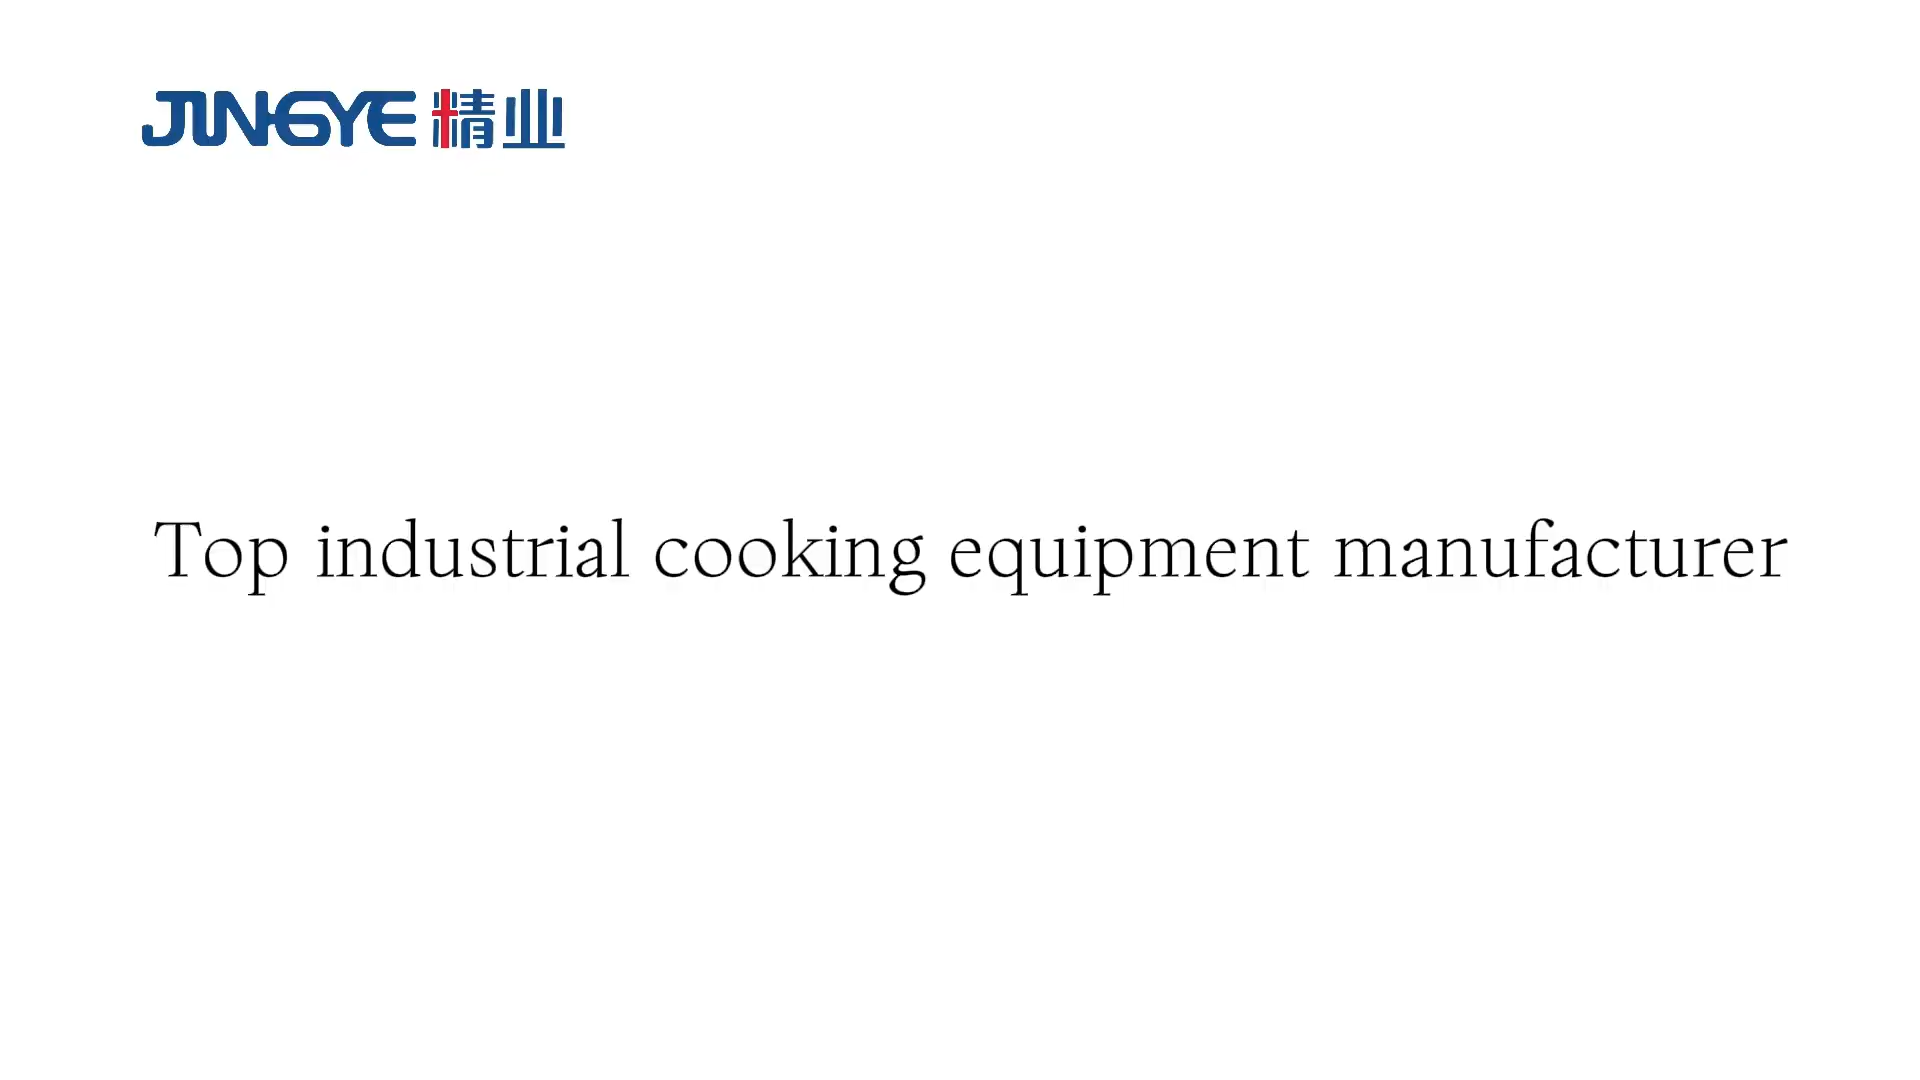 JINGYE 精业
Top industrial cooking equipment manufacturer